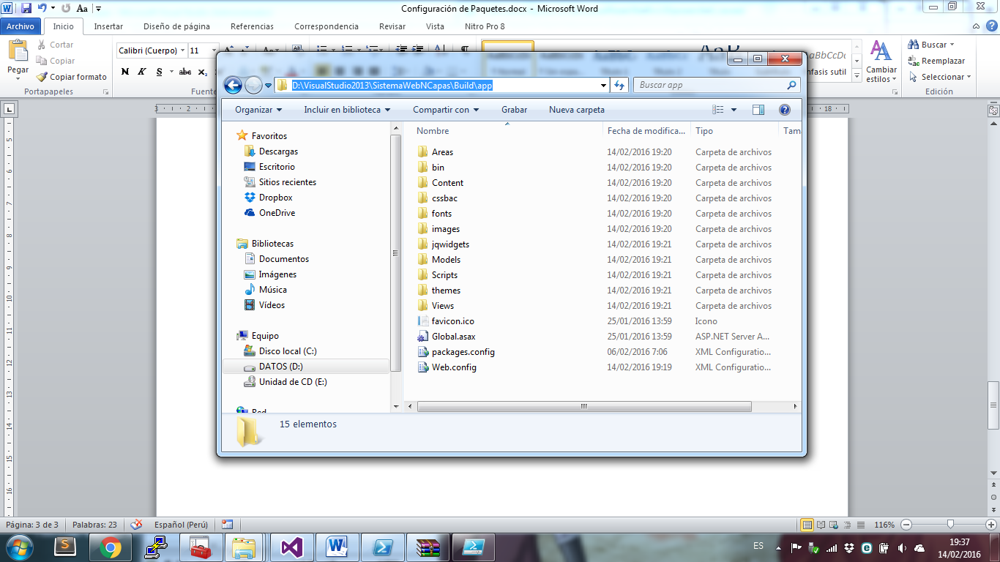 Configuración de Paquetes.docx - Microsoft Word
Archivo Inicio Insertar Diseño de página Referencias Correspondencia Revisar Vista Nitro Pro 8
Pegar
Cortar
Copiar
Copiar formato
Portapapeles
Calibri (Cuerpo) 11
N K S abc x₂
Fuente
AaB
AaBbCcDc
nfasis sutil
Cambiar estilos
Buscar
Reemplazar
Seleccionar
Edición
D:\VisualStudio2013\SistemaWebNCapas\Build\app
Buscar app
Organizar Incluir en biblioteca Compartir con Grabar Nueva carpeta
Favoritos
Descargas
Escritorio
Sitios recientes
Dropbox
OneDrive
Bibliotecas
Documentos
Imágenes
Música
Vídeos
Equipo
Disco local (C:)
DATOS (D:)
Unidad de CD (E:)
Red
Nombre Fecha de modifica... Tipo Tam
Areas 14/02/2016 19:20 Carpeta de archivos
bin 14/02/2016 19:20 Carpeta de archivos
Content 14/02/2016 19:20 Carpeta de archivos
cssbac 14/02/2016 19:20 Carpeta de archivos
fonts 14/02/2016 19:20 Carpeta de archivos
images 14/02/2016 19:20 Carpeta de archivos
jqwidgets 14/02/2016 19:21 Carpeta de archivos
Models 14/02/2016 19:21 Carpeta de archivos
Scripts 14/02/2016 19:21 Carpeta de archivos
themes 14/02/2016 19:21 Carpeta de archivos
Views 14/02/2016 19:21 Carpeta de archivos
favicon.ico 25/01/2016 13:59 Icono
Global.asax 25/01/2016 13:59 ASP.NET Server A...
packages.config 06/02/2016 7:06 XML Configuratio...
Web.config 14/02/2016 19:19 XML Configuratio...
15 elementos
Página: 3 de 3 Palabras: 23 Español (Perú) 116%
ES 19:37
14/02/2016